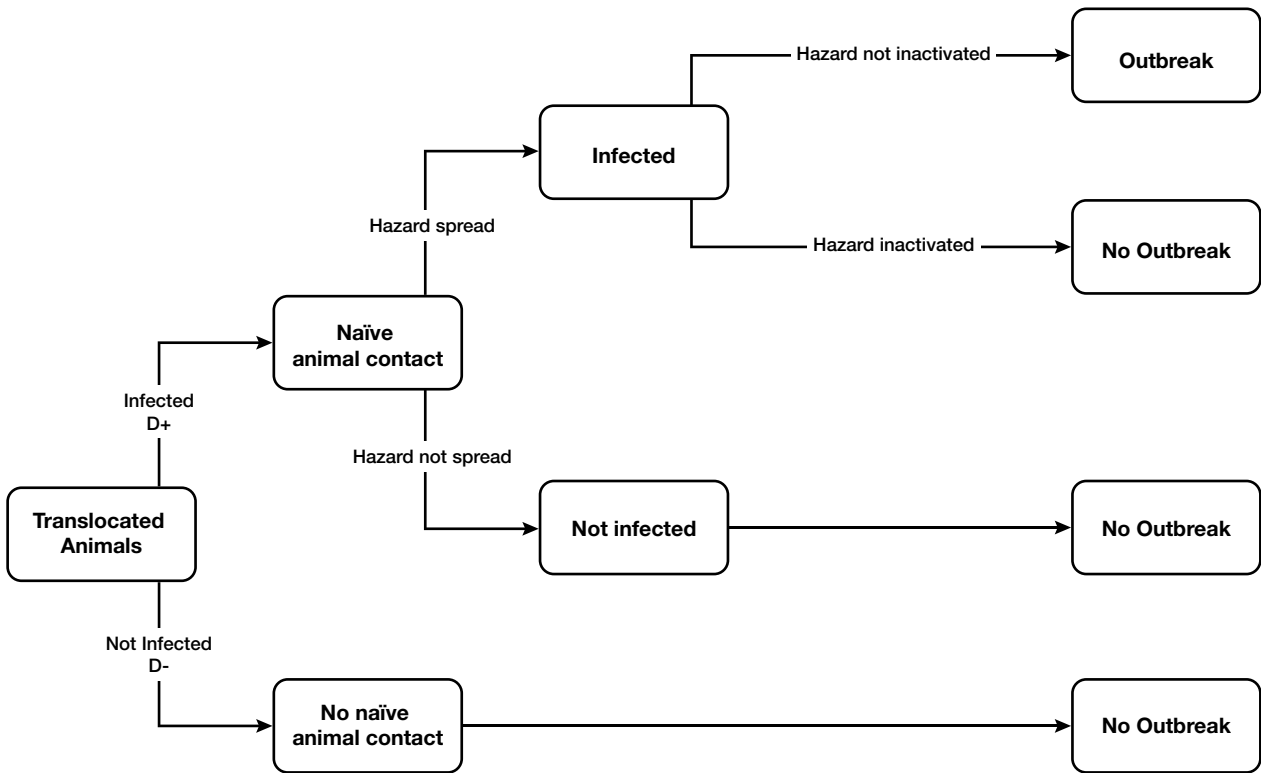 Hazard not inactivated
Outbreak
Infected
Hazard spread
Hazard inactivated
No Outbreak
Naïve
animal contact
Infected
D+
Hazard not spread
Translocated
Animals
Not infected
No Outbreak
Not Infected
D-
No naïve
animal contact
No Outbreak